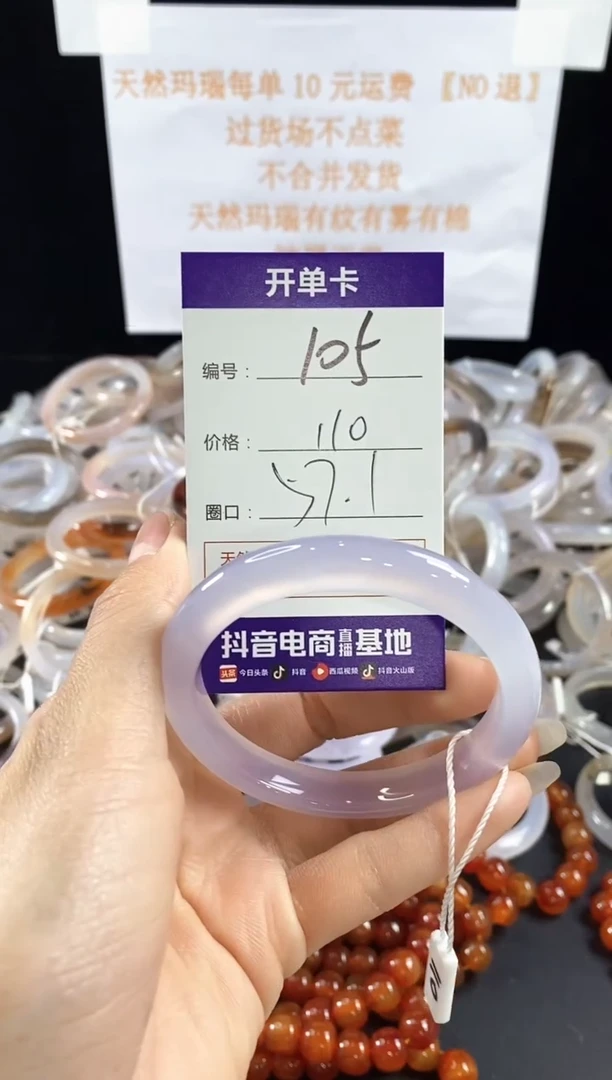 天然玛瑙每单10元运费 【NO退】
过货场不点菜
不合并发货
天然玛瑙有纹有雾有棉
开单卡
编号: 105
价格: 110
圈口: 57.1
抖音电商直播基地
头条 今日头条 抖音 西瓜视频 抖音火山版
110